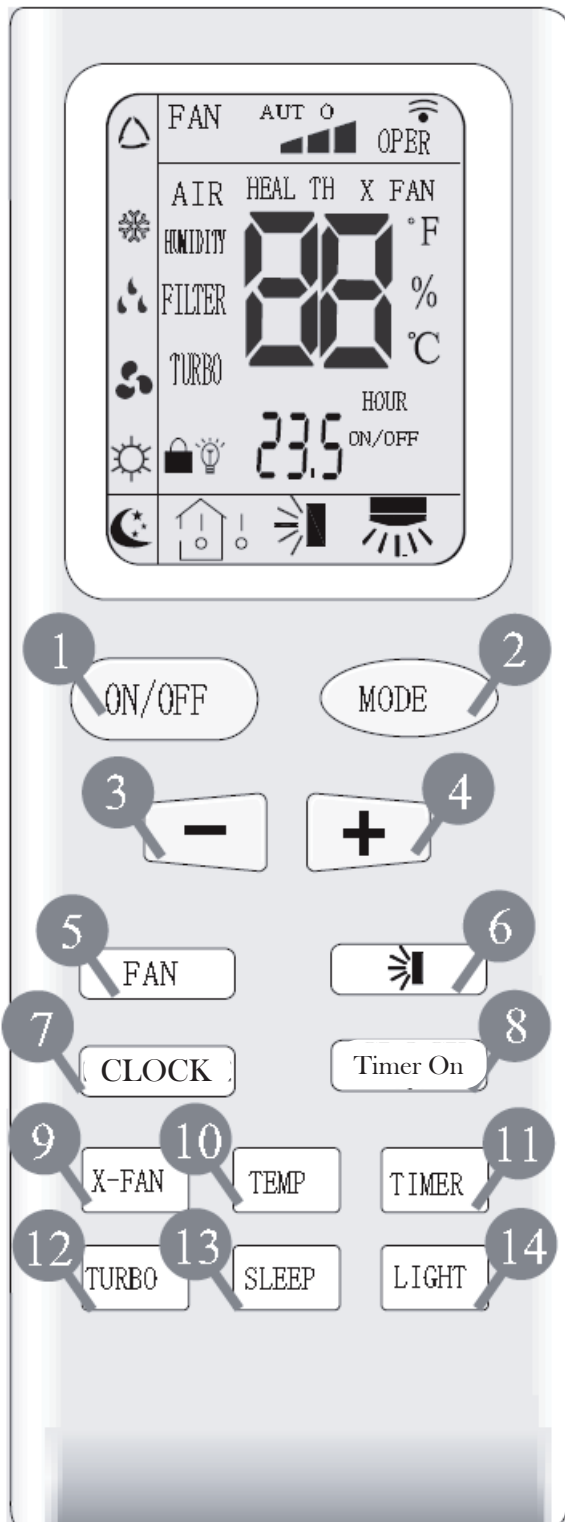 FAN AUT O
OPER
AIR HEAL TH X FAN
HUMIDITY °F
88
FILTER %
°C
TURBO
HOUR
23.5 ON/OFF
1 2
ON/OFF MODE
3 4
− +
5 6
FAN
7 8
CLOCK Timer On
9 10 11
X-FAN TEMP TIMER
12 13 14
TURBO SLEEP LIGHT